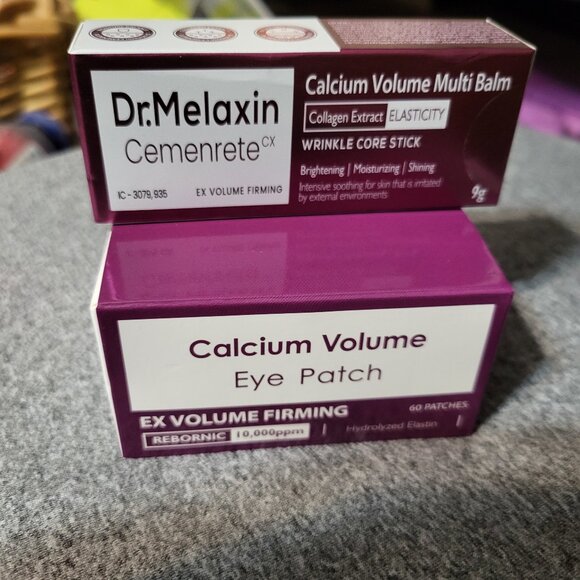 Dr.Melaxin
Cemenrete CX
IC - 3079, 935
EX VOLUME FIRMING
Calcium Volume Multi Balm
Collagen Extract ELASTICITY
WRINKLE CORE STICK
Brightening | Moisturizing | Shining
Intensive soothing for skin that is irritated
by external environments
9g
Calcium Volume
Eye Patch
EX VOLUME FIRMING
60 PATCHES
REBORNIC 10,000ppm | Hydrolyzed Elastin